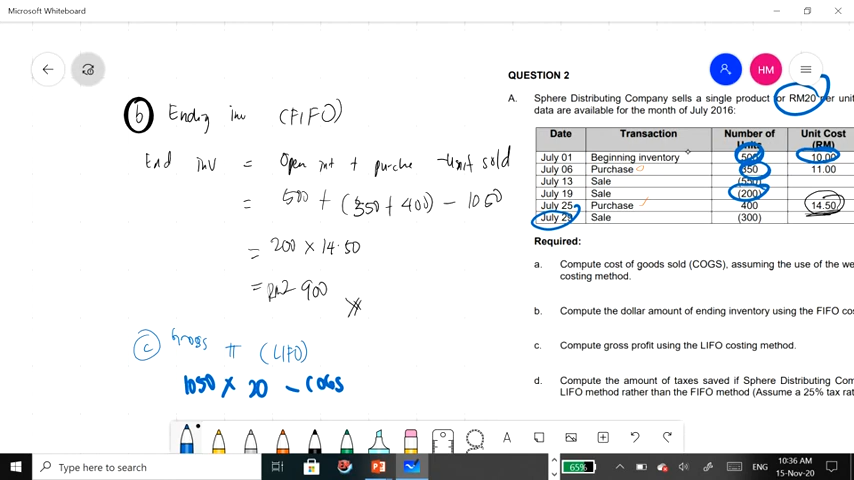 Microsoft Whiteboard
HM
QUESTION 2
A. Sphere Distributing Company sells a single product for RM20 per unit
data are available for the month of July 2016:
Date Transaction Number of Units Unit Cost (RM)
July 01 Beginning inventory 500 10.00
July 06 Purchase 350 11.00
July 13 Sale (550)
July 19 Sale (200)
July 25 Purchase 400 14.50
July 29 Sale (300)
Required:
a. Compute cost of goods sold (COGS), assuming the use of the we
costing method.
b. Compute the dollar amount of ending inventory using the FIFO cos
c. Compute gross profit using the LIFO costing method.
d. Compute the amount of taxes saved if Sphere Distributing Com
LIFO method rather than the FIFO method (Assume a 25% tax rat
b Ending inv (FIFO)
End inv = Open int + purchase - unit sold
= 500 + (350 + 400) - 1050
= 200 × 14.50
= RM2 900
c Gross π (LIFO)
1050 × 20 - COGS
Type here to search
65%
ENG
10:36 AM
15-Nov-20